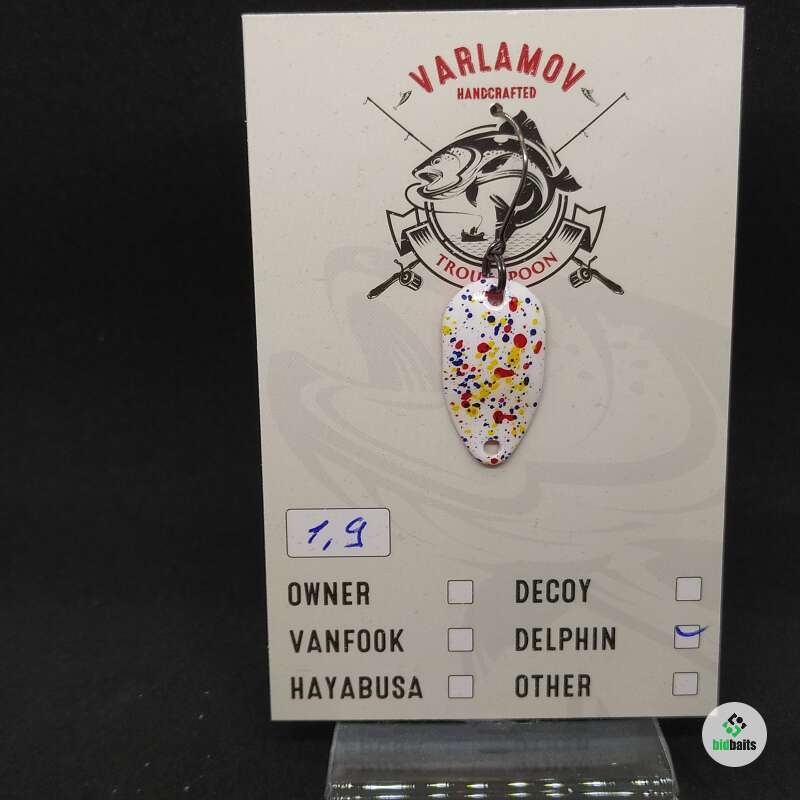 VARLAMOV
HANDCRAFTED
1,9
OWNER
DECOY
VANFOOK
DELPHIN
HAYABUSA
OTHER
bidbaits